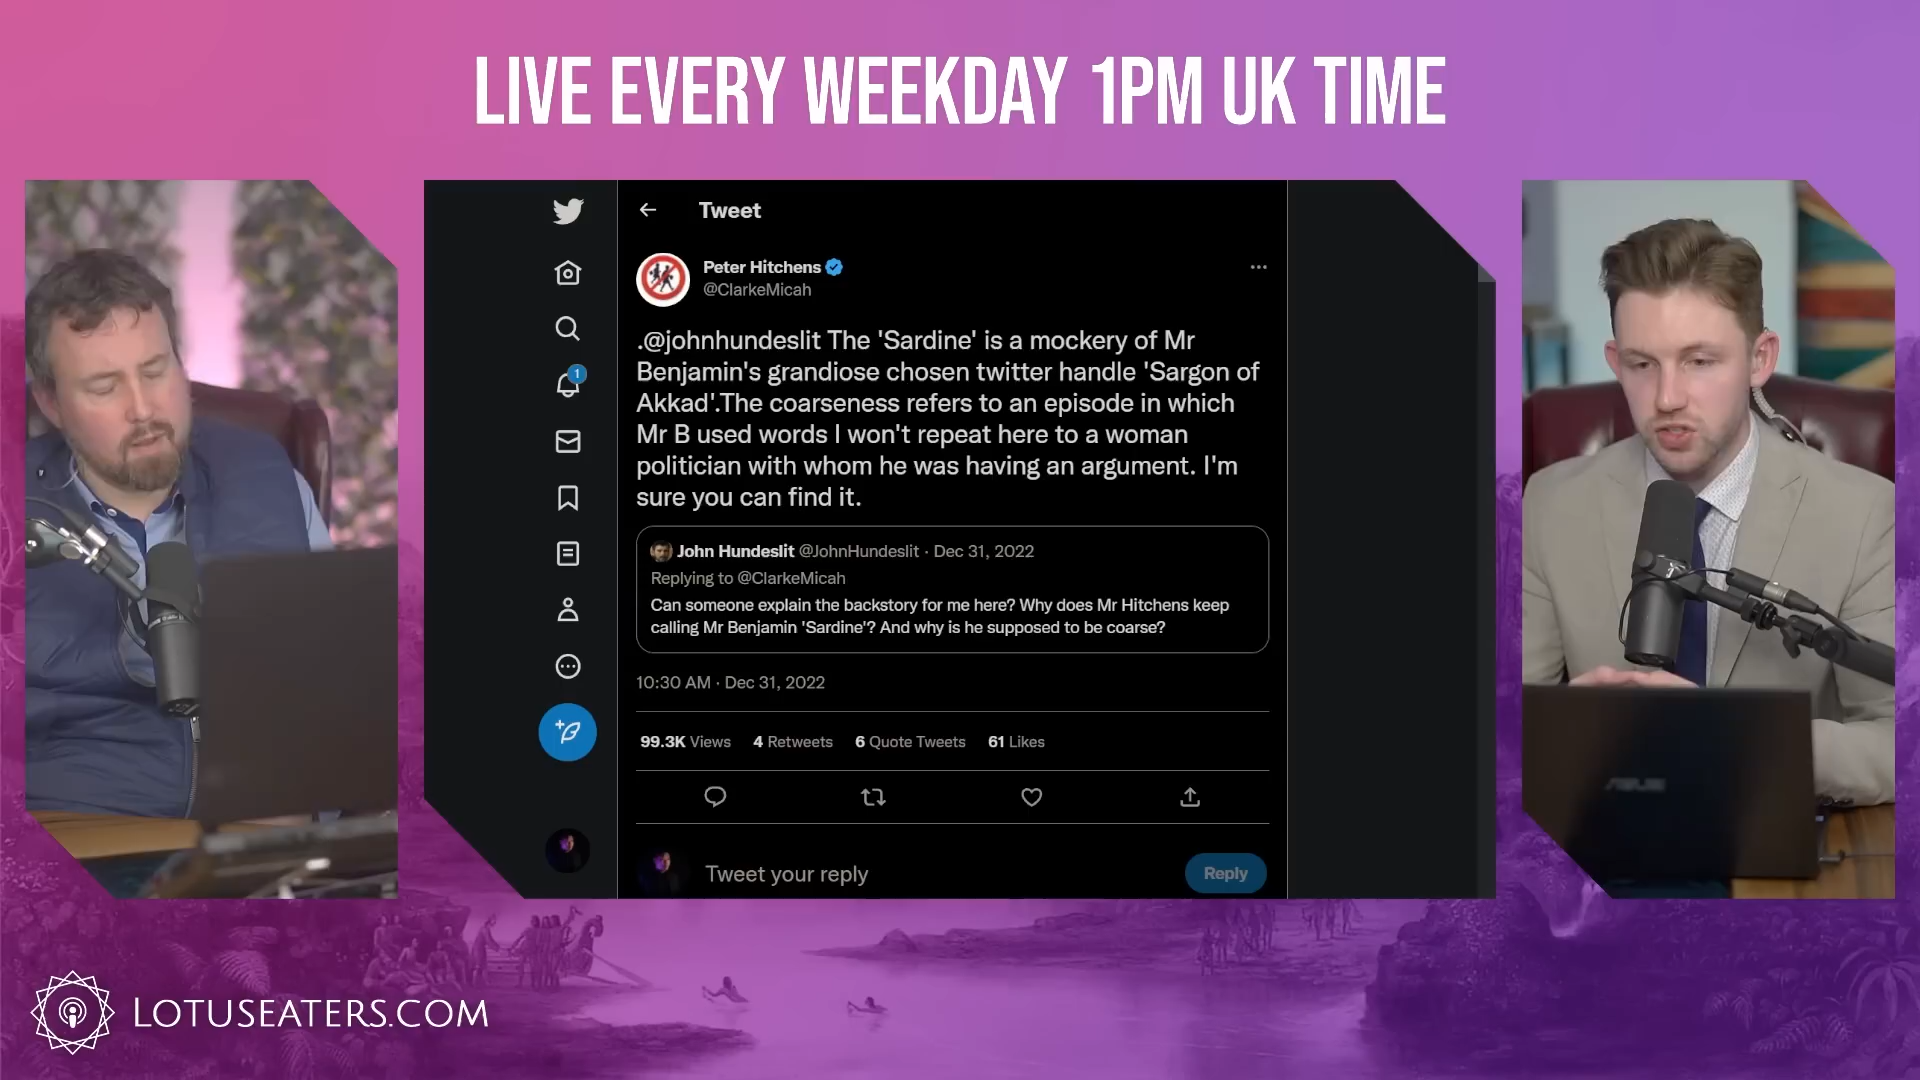 LIVE EVERY WEEKDAY 1PM UK TIME
Tweet
Peter Hitchens
@ClarkeMicah
.@johnhundeslit The 'Sardine' is a mockery of Mr
Benjamin's grandiose chosen twitter handle 'Sargon of
Akkad'.The coarseness refers to an episode in which
Mr B used words I won't repeat here to a woman
politician with whom he was having an argument. I'm
sure you can find it.
John Hundeslit @JohnHundeslit · Dec 31, 2022
Replying to @ClarkeMicah
Can someone explain the backstory for me here? Why does Mr Hitchens keep
calling Mr Benjamin 'Sardine'? And why is he supposed to be coarse?
10:30 AM · Dec 31, 2022
99.3K Views 4 Retweets 6 Quote Tweets 61 Likes
Tweet your reply
Reply
1
ASUS
LOTUSEATERS.COM